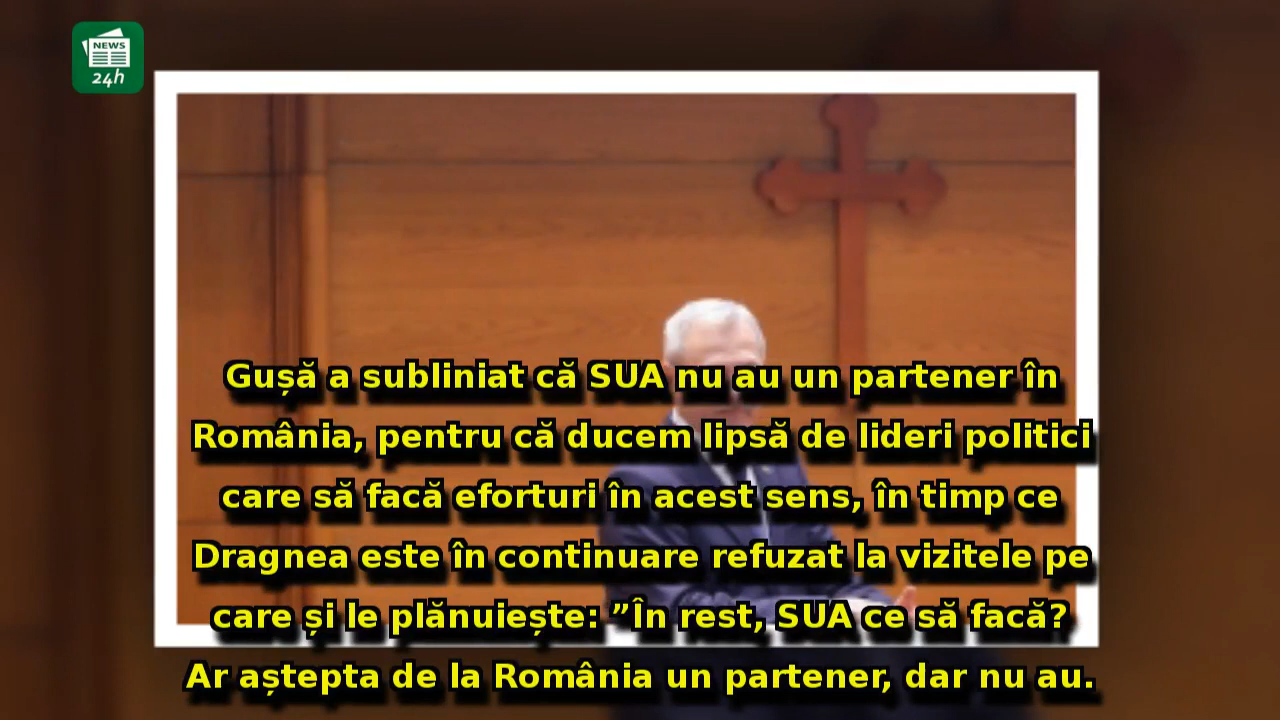 NEWS
24h
Gușă a subliniat că SUA nu au un partener în
România, pentru că ducem lipsă de lideri politici
care să facă eforturi în acest sens, în timp ce
Dragnea este în continuare refuzat la vizitele pe
care și le plănuiește: ”În rest, SUA ce să facă?
Ar aștepta de la România un partener, dar nu au.